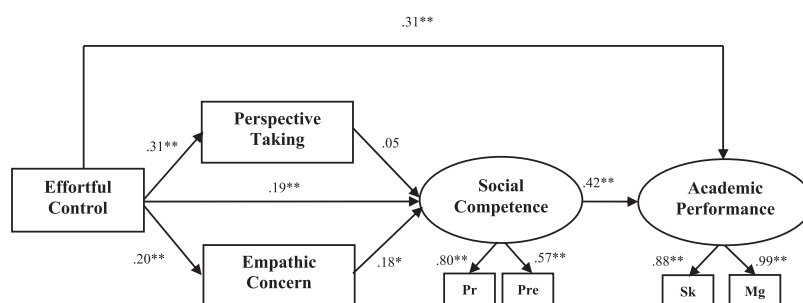 .31**
Perspective
Taking
.31**
.05
Effortful
Control
.19**
Social
Competence
.42**
Academic
Performance
.20**
Empathic
Concern
.18*
.80**
.57**
.88**
.99**
Pr
Pre
Sk
Mg